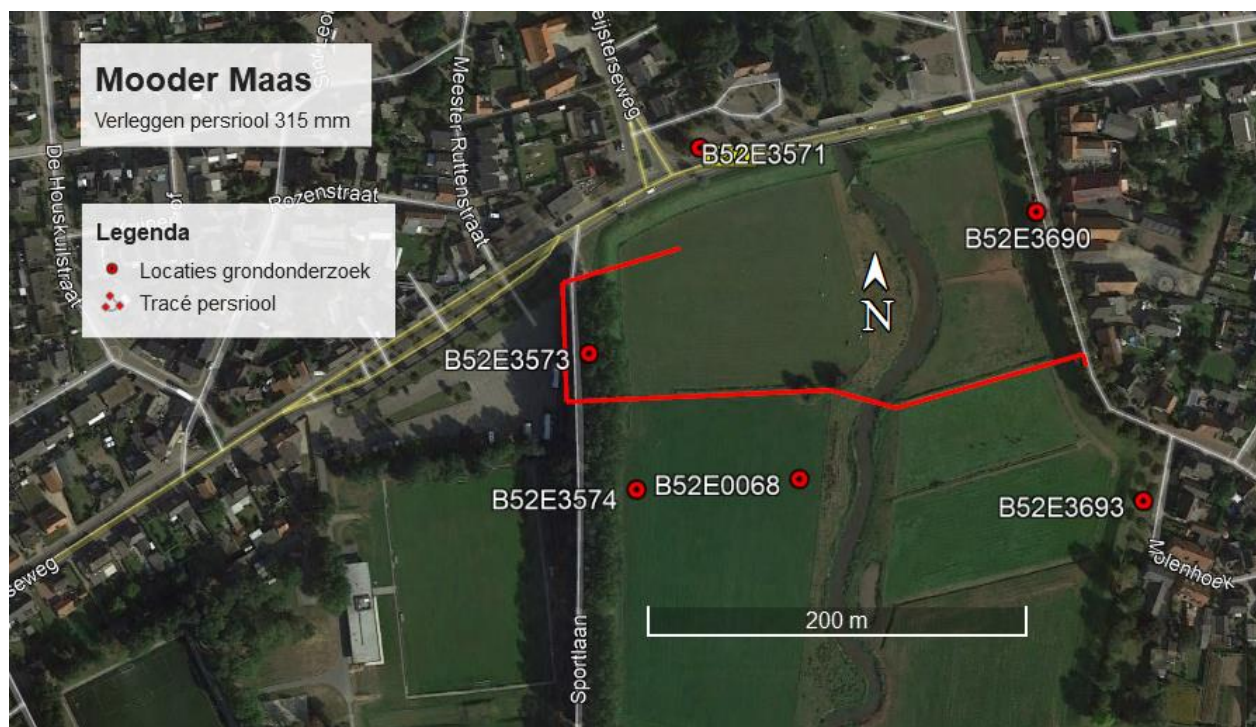 Mooder Maas
Verleggen persriool 315 mm
Legenda
Locaties grondonderzoek
Tracé persriool
De Houskuilstraat
Rozenstraat
Meester Ruttenstraat
B52E3571
B52E3690
N
B52E3573
B52E3574
B52E0068
B52E3693
Molenhoek
200 m
Sportlaan
seweg